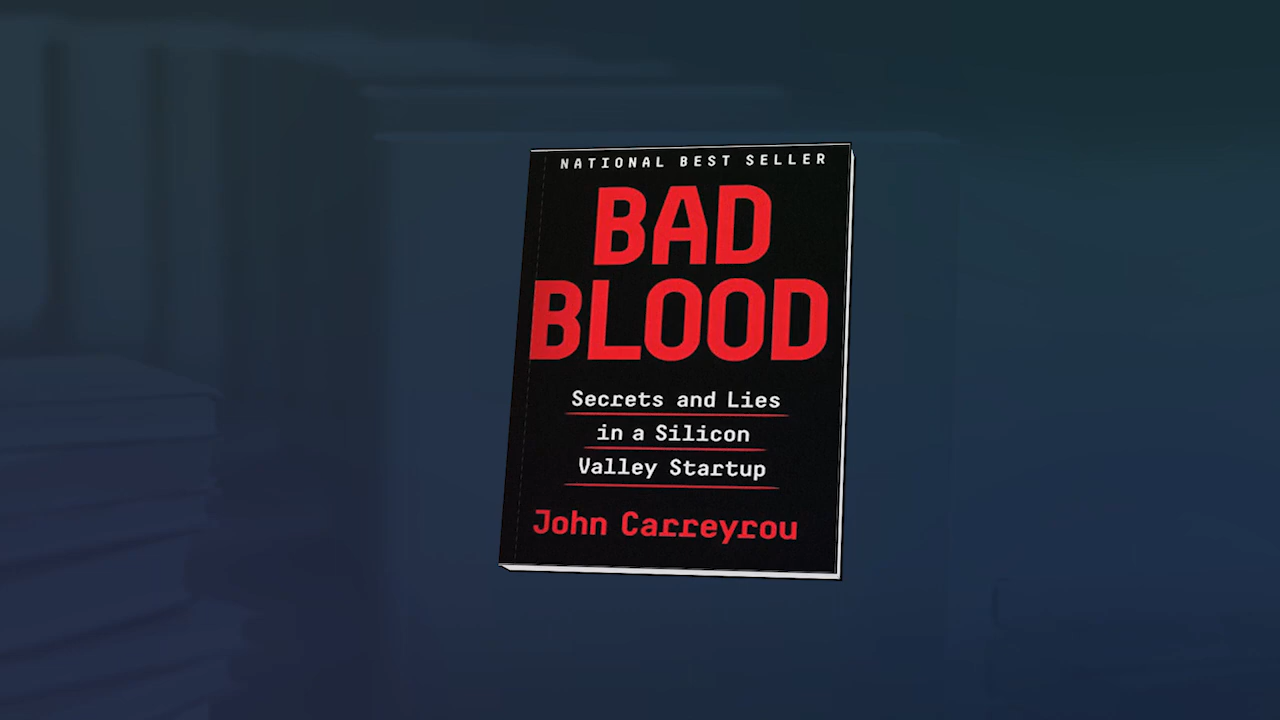 NATIONAL BEST SELLER
BAD
BLOOD
Secrets and Lies
in a Silicon
Valley Startup
John Carreyrou